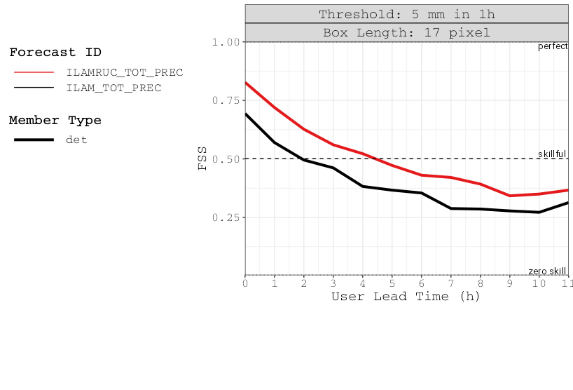 Threshold: 5 mm in 1h
Box Length: 17 pixel
Forecast ID
ILAMRUC_TOT_PREC
ILAM_TOT_PREC
Member Type
det
FSS
1.00
0.75
0.50
0.25
perfect
skillful
zero skill
0 1 2 3 4 5 6 7 8 9 10 11
User Lead Time (h)